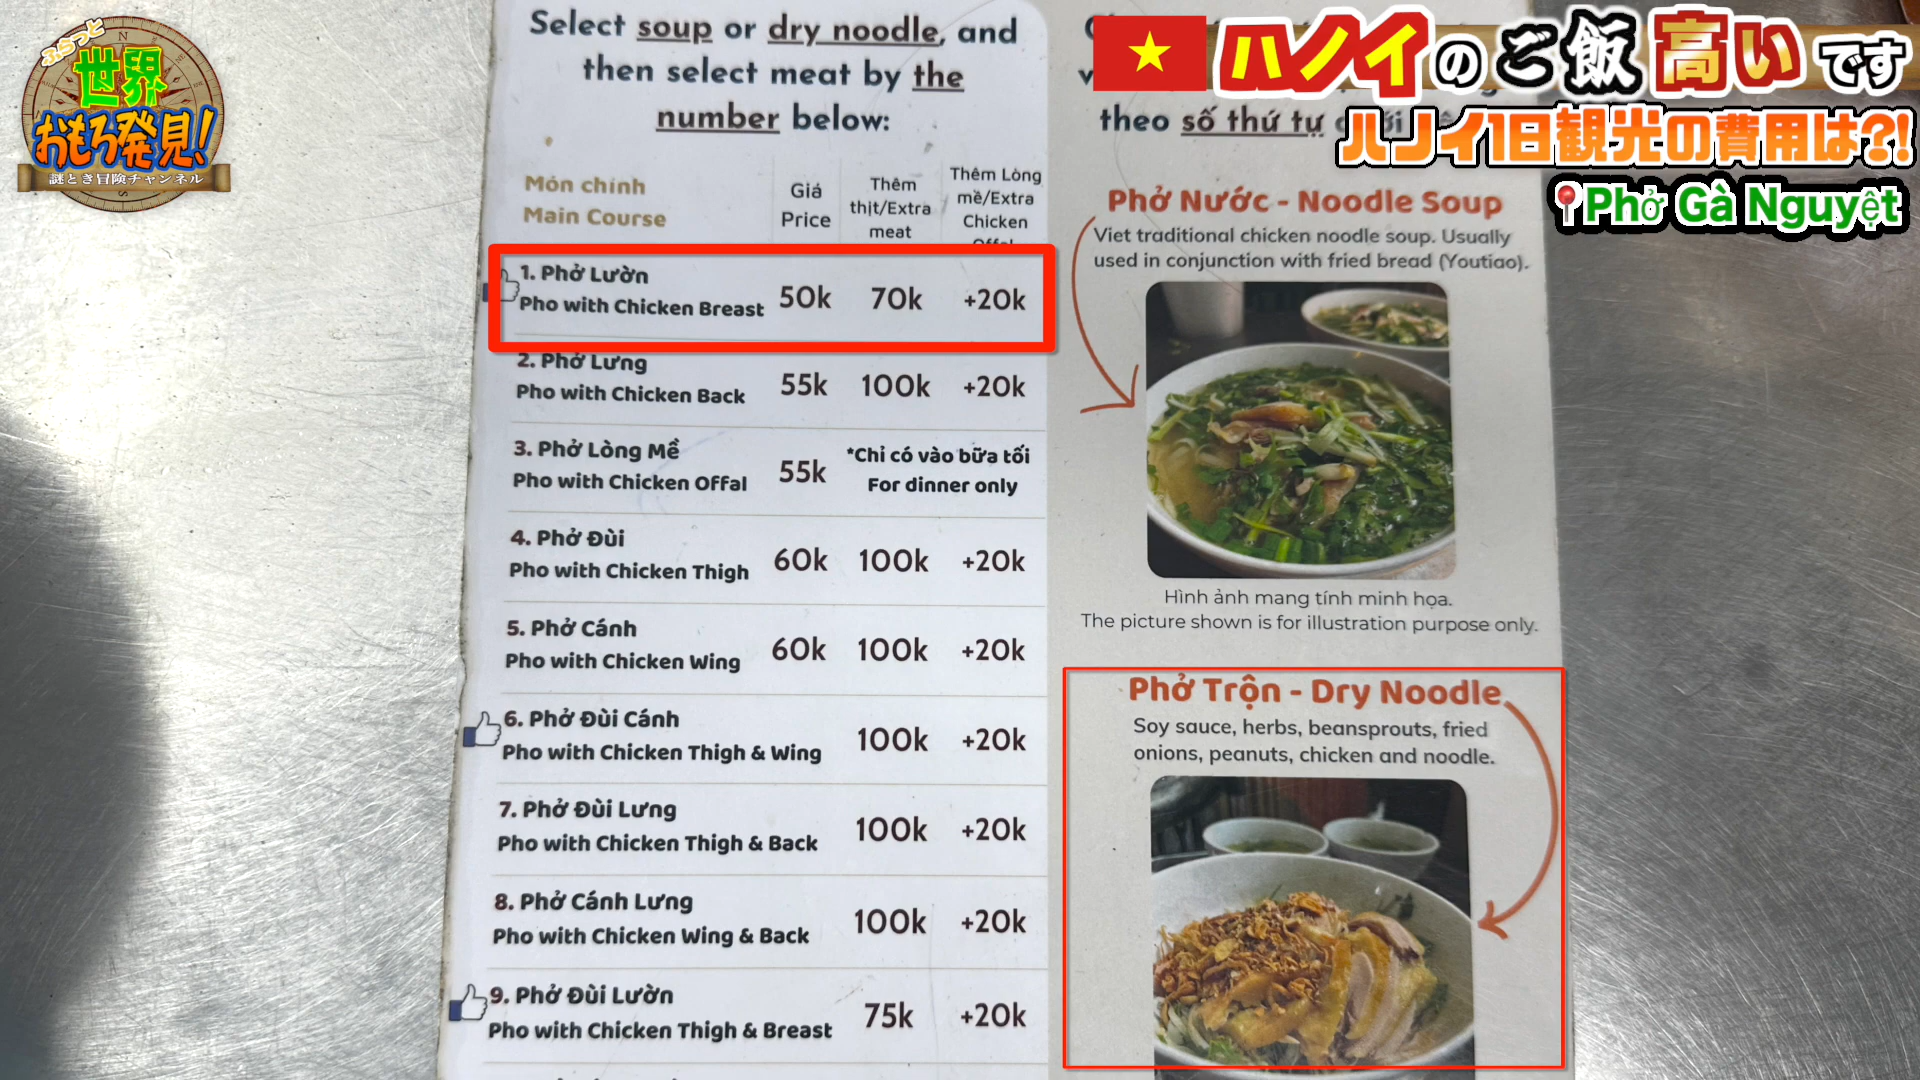 ふらっと
世界
おもろ発見!
謎とき冒険チャンネル
ハノイのご飯高いです
ハノイ1日観光の費用は?!
Phở Gà Nguyệt
Select soup or dry noodle, and
then select meat by the
number below:
Món chính
Main Course
Giá
Price
Thêm
thịt/Extra
meat
Thêm Lòng
mề/Extra
Chicken
1. Phở Lườn
Pho with Chicken Breast
50k 70k +20k
2. Phở Lưng
Pho with Chicken Back
55k 100k +20k
3. Phở Lòng Mề
Pho with Chicken Offal
55k
*Chỉ có vào bữa tối
For dinner only
4. Phở Đùi
Pho with Chicken Thigh
60k 100k +20k
5. Phở Cánh
Pho with Chicken Wing
60k 100k +20k
6. Phở Đùi Cánh
Pho with Chicken Thigh & Wing
100k +20k
7. Phở Đùi Lưng
Pho with Chicken Thigh & Back
100k +20k
8. Phở Cánh Lưng
Pho with Chicken Wing & Back
100k +20k
9. Phở Đùi Lườn
Pho with Chicken Thigh & Breast
75k +20k
theo số thứ tự
Phở Nước - Noodle Soup
Viet traditional chicken noodle soup. Usually
used in conjunction with fried bread (Youtiao).
Hình ảnh mang tính minh họa.
The picture shown is for illustration purpose only.
Phở Trộn - Dry Noodle
Soy sauce, herbs, beansprouts, fried
onions, peanuts, chicken and noodle.